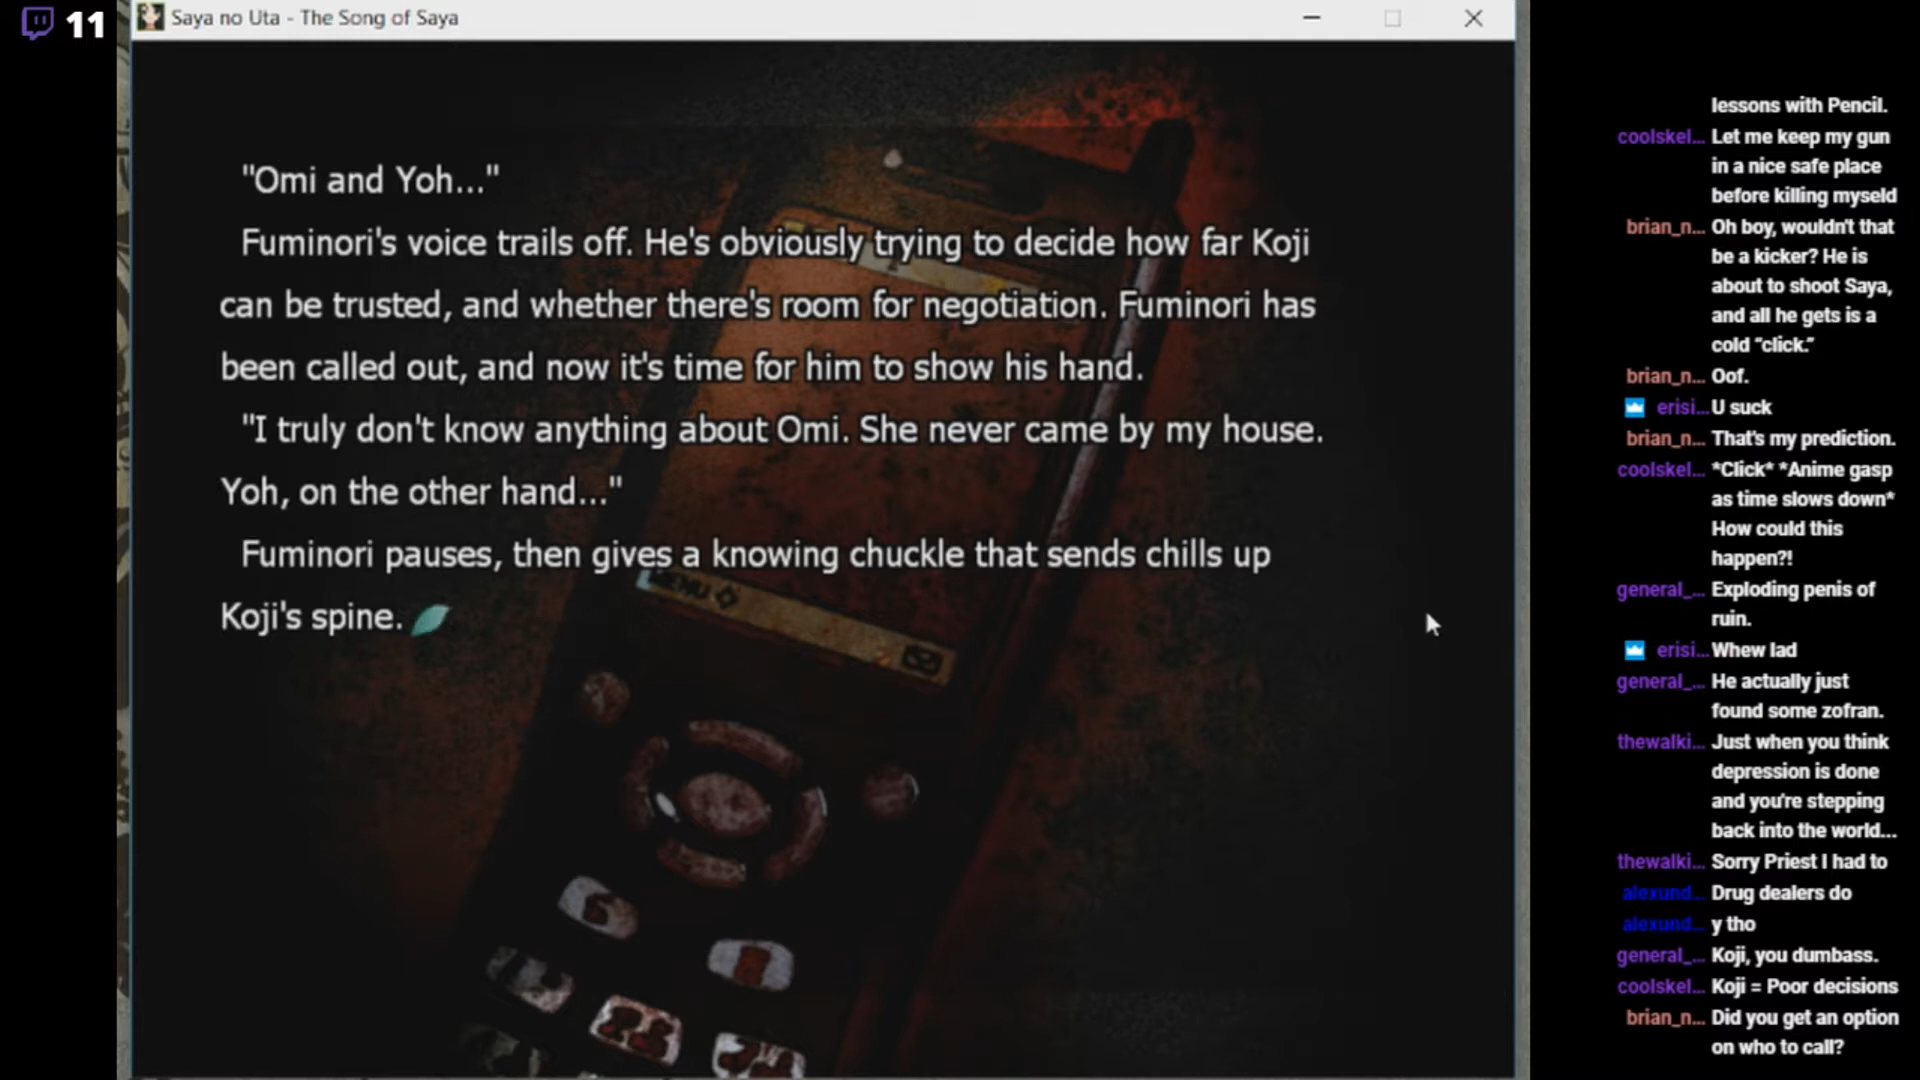 11
Saya no Uta - The Song of Saya
"Omi and Yoh..."
Fuminori's voice trails off. He's obviously trying to decide how far Koji
can be trusted, and whether there's room for negotiation. Fuminori has
been called out, and now it's time for him to show his hand.
"I truly don't know anything about Omi. She never came by my house.
Yoh, on the other hand..."
Fuminori pauses, then gives a knowing chuckle that sends chills up
Koji's spine.
MENU
lessons with Pencil.
coolskel... Let me keep my gun
in a nice safe place
before killing myseld
brian_n... Oh boy, wouldn't that
be a kicker? He is
about to shoot Saya,
and all he gets is a
cold “click.”
brian_n... Oof.
erisi... U suck
brian_n... That's my prediction.
coolskel... *Click* *Anime gasp
as time slows down*
How could this
happen?!
general_... Exploding penis of
ruin.
erisi... Whew lad
general_... He actually just
found some zofran.
thewalki... Just when you think
depression is done
and you're stepping
back into the world...
thewalki... Sorry Priest I had to
alexund... Drug dealers do
alexund... y tho
general_... Koji, you dumbass.
coolskel... Koji = Poor decisions
brian_n... Did you get an option
on who to call?